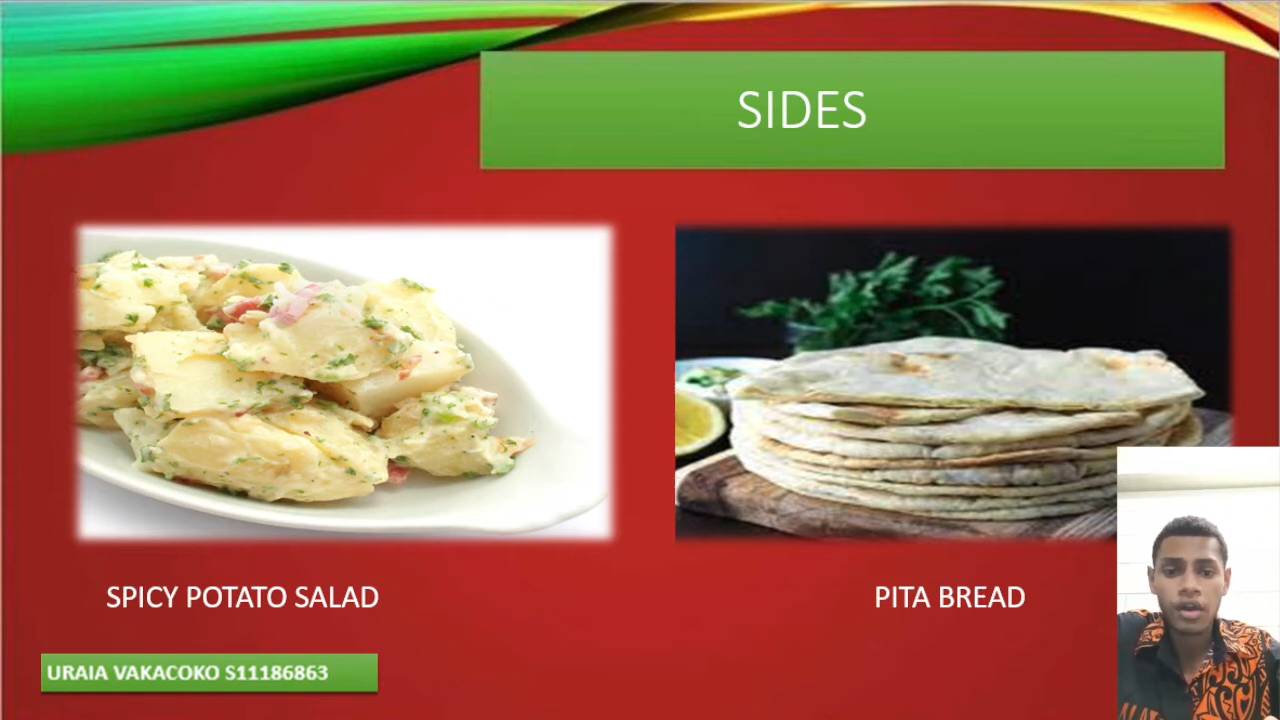 SIDES
SPICY POTATO SALAD
PITA BREAD
URAIA VAKACOKO S11186863